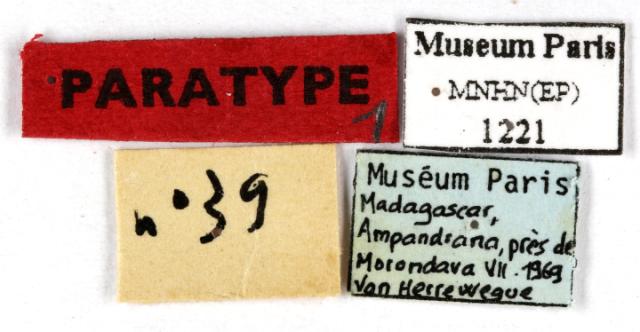 PARATYPE
1
Museum Paris
MNHN(EP)
1221
n°39
Muséum Paris
Madagascar,
Ampandrana, près de
Morondava VII. 1969
Van Herrewegue